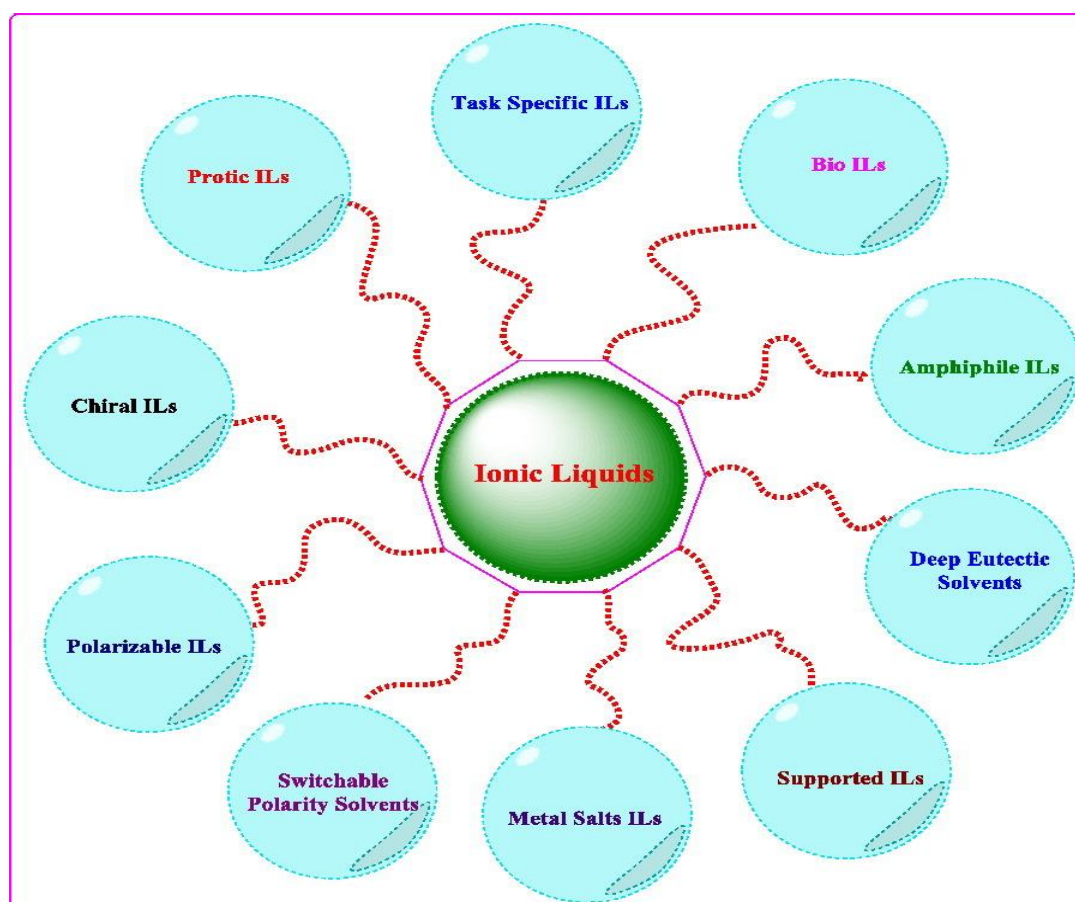 Task Specific ILs
Protic ILs
Bio ILs
Amphiphile ILs
Chiral ILs
Ionic Liquids
Deep Eutectic
Solvents
Polarizable ILs
Switchable
Polarity Solvents
Metal Salts ILs
Supported ILs